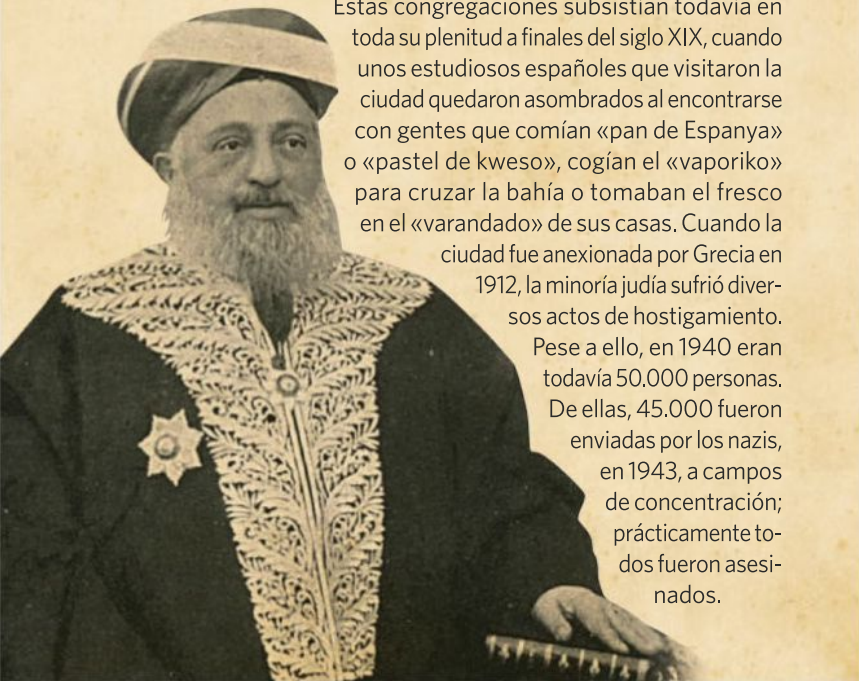 Estas congregaciones subsistían todavía en
toda su plenitud a finales del siglo XIX, cuando
unos estudiosos españoles que visitaron la
ciudad quedaron asombrados al encontrarse
con gentes que comían «pan de Espanya»
o «pastel de kweso», cogían el «vaporiko»
para cruzar la bahía o tomaban el fresco
en el «varandado» de sus casas. Cuando la
ciudad fue anexionada por Grecia en
1912, la minoría judía sufrió diver-
sos actos de hostigamiento.
Pese a ello, en 1940 eran
todavía 50.000 personas.
De ellas, 45.000 fueron
enviadas por los nazis,
en 1943, a campos
de concentración;
prácticamente to-
dos fueron asesi-
nados.